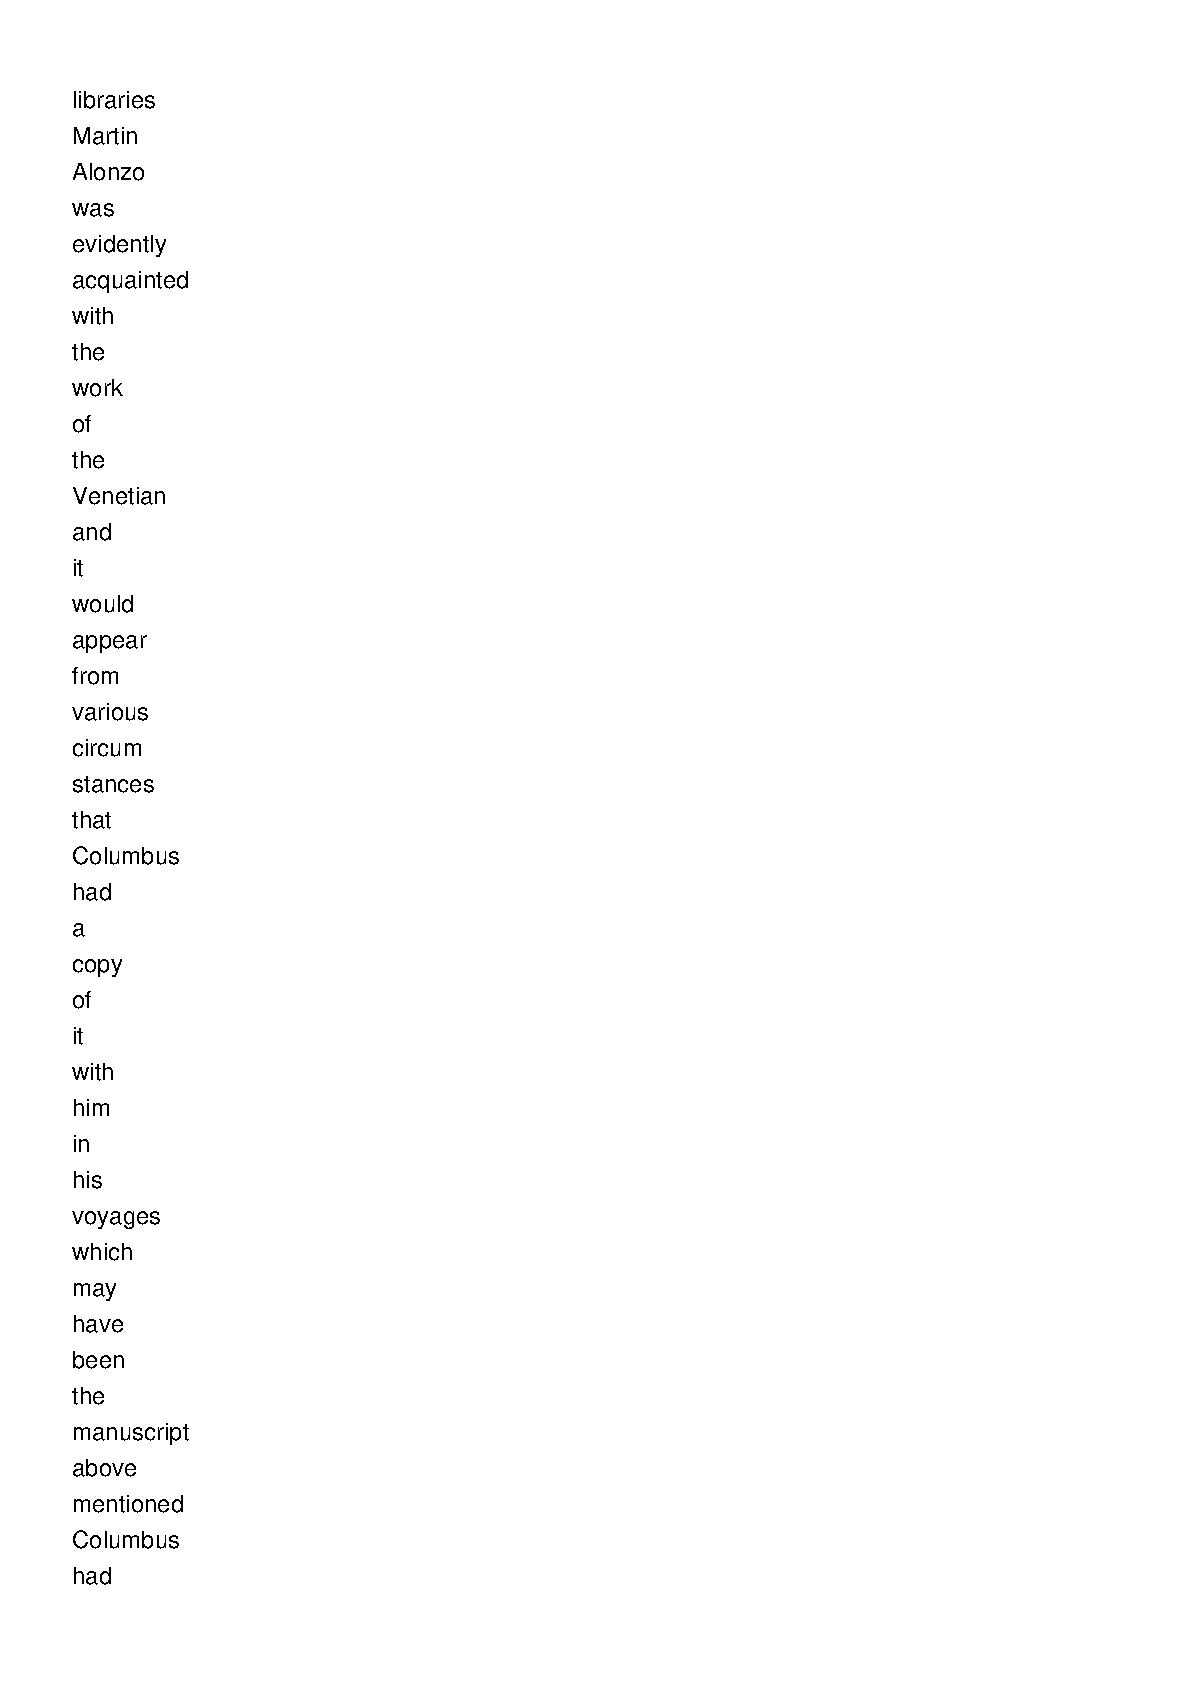 libraries
Martin
Alonzo
was
evidently
acquainted
with
the
work
of
the
Venetian
and
it
would
appear
from
various
circum
stances
that
Columbus
had
a
copy
of
it
with
him
in
his
voyages
which
may
have
been
the
manuscript
above
mentioned
Columbus
had